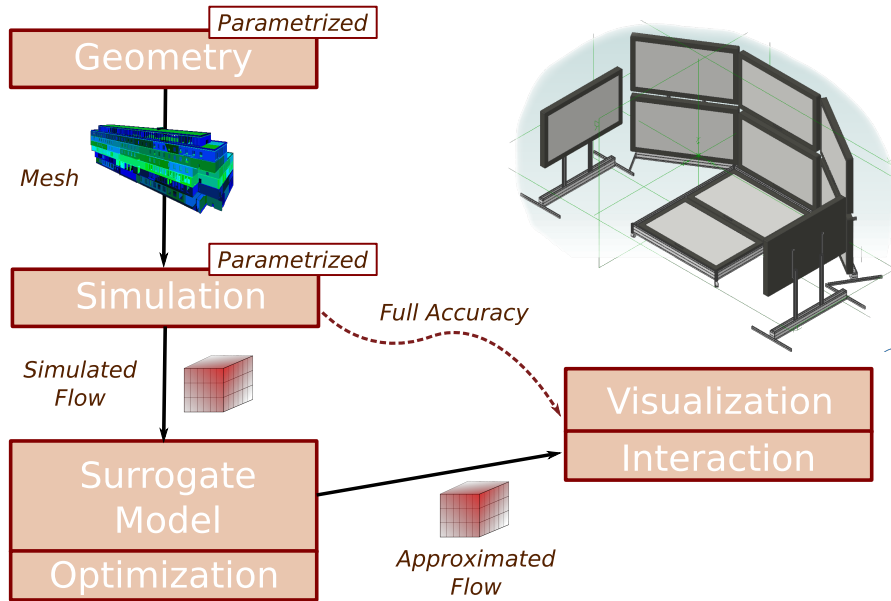 Parametrized
Geometry
Mesh
Parametrized
Simulation
Full Accuracy
Simulated
Flow
Visualization
Interaction
Surrogate
Model
Optimization
Approximated
Flow